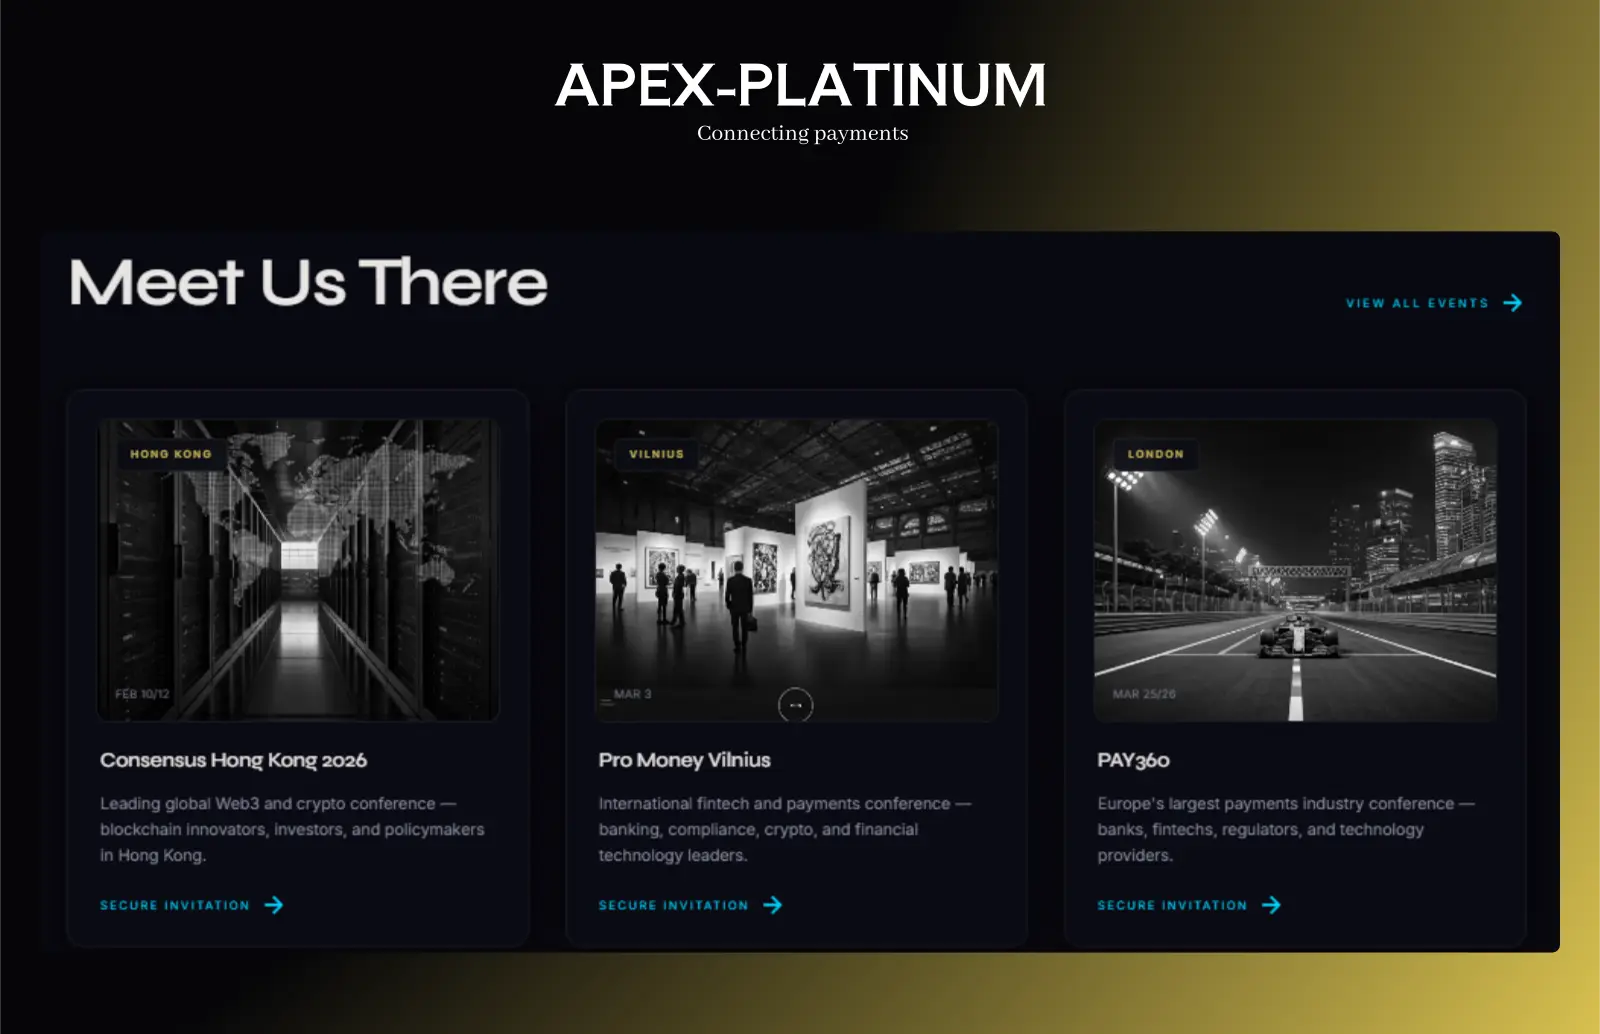 APEX-PLATINUM
Connecting payments
Meet Us There
VIEW ALL EVENTS
HONG KONG
FEB 10/12
Consensus Hong Kong 2026
Leading global Web3 and crypto conference —
blockchain innovators, investors, and policymakers
in Hong Kong.
SECURE INVITATION
VILNIUS
MAR 3
Pro Money Vilnius
International fintech and payments conference —
banking, compliance, crypto, and financial
technology leaders.
SECURE INVITATION
LONDON
MAR 25/26
PAY360
Europe's largest payments industry conference —
banks, fintechs, regulators, and technology
providers.
SECURE INVITATION